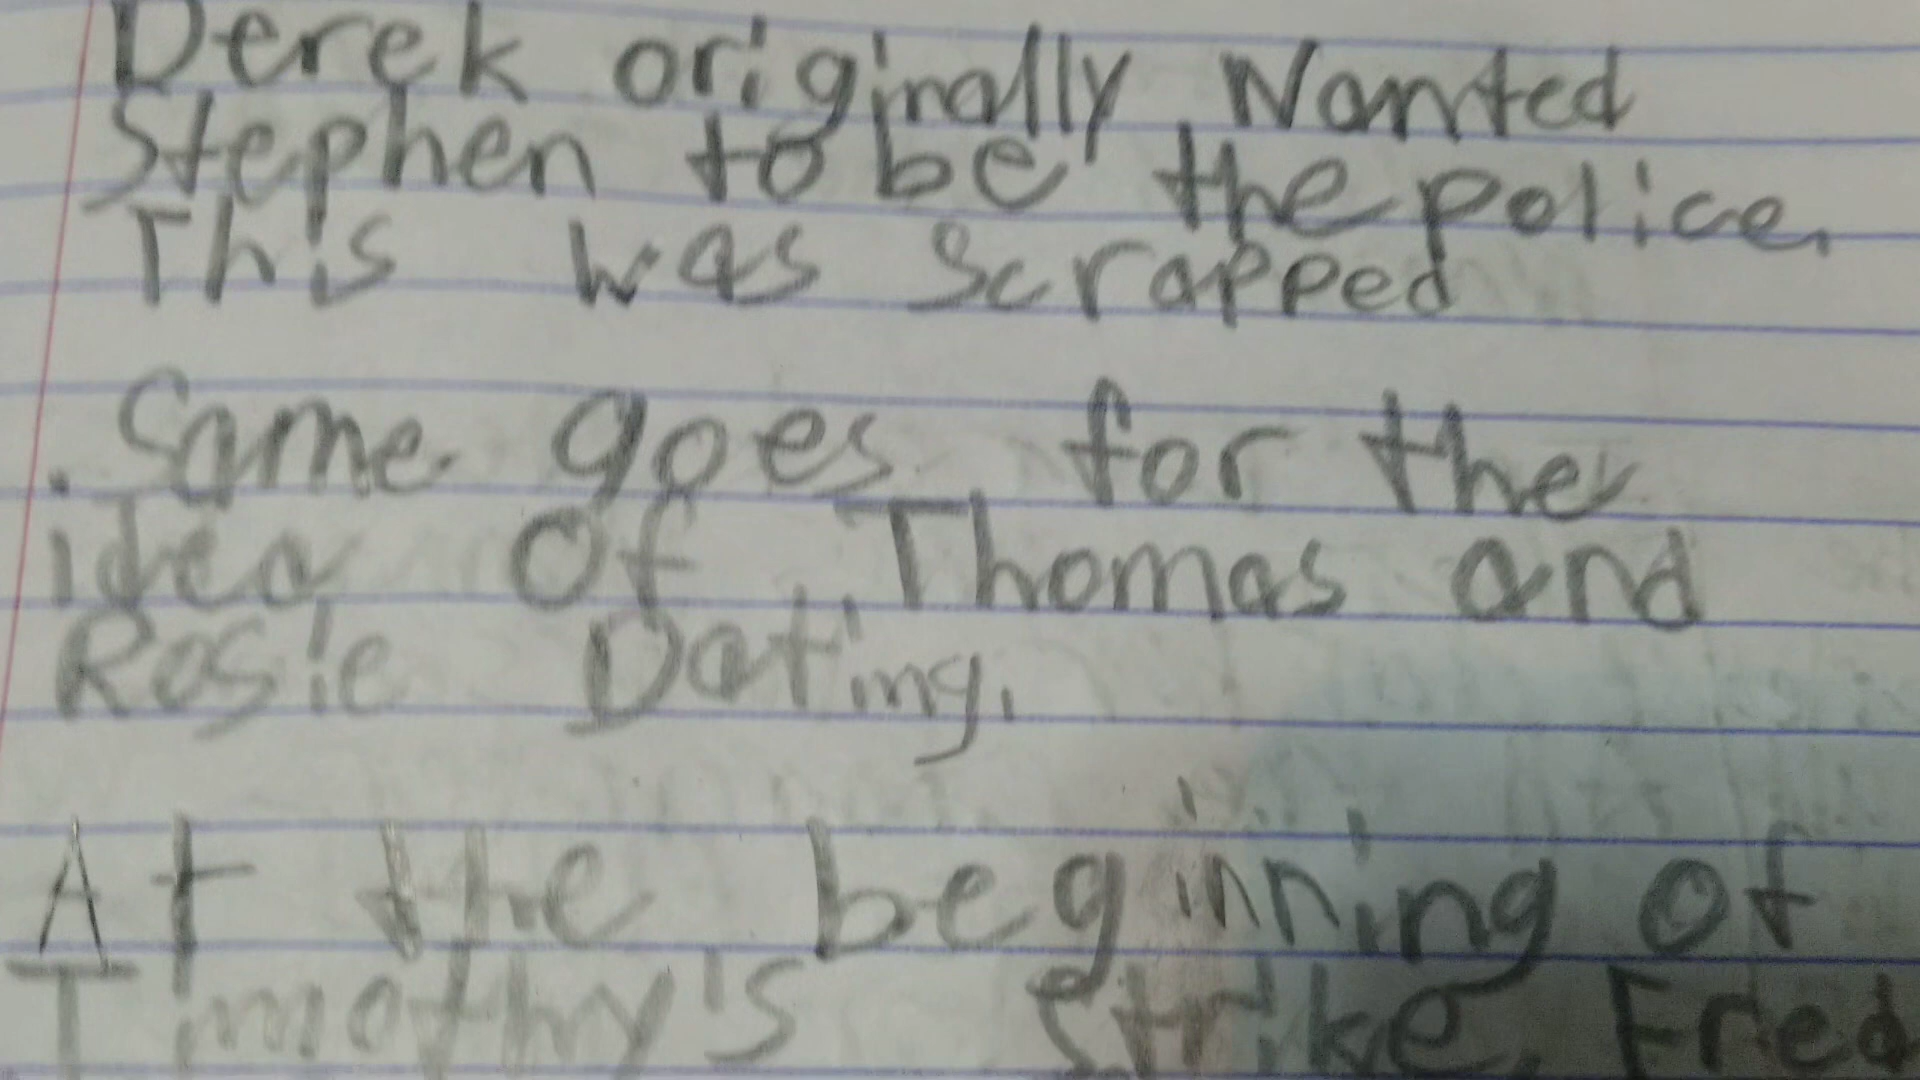 Derek originally wanted
Stephen to be the police.
This was scrapped
. Same goes for the
idea of Thomas and
Rosie Dating.
At the beginning of
Timothy's Strike, Fred